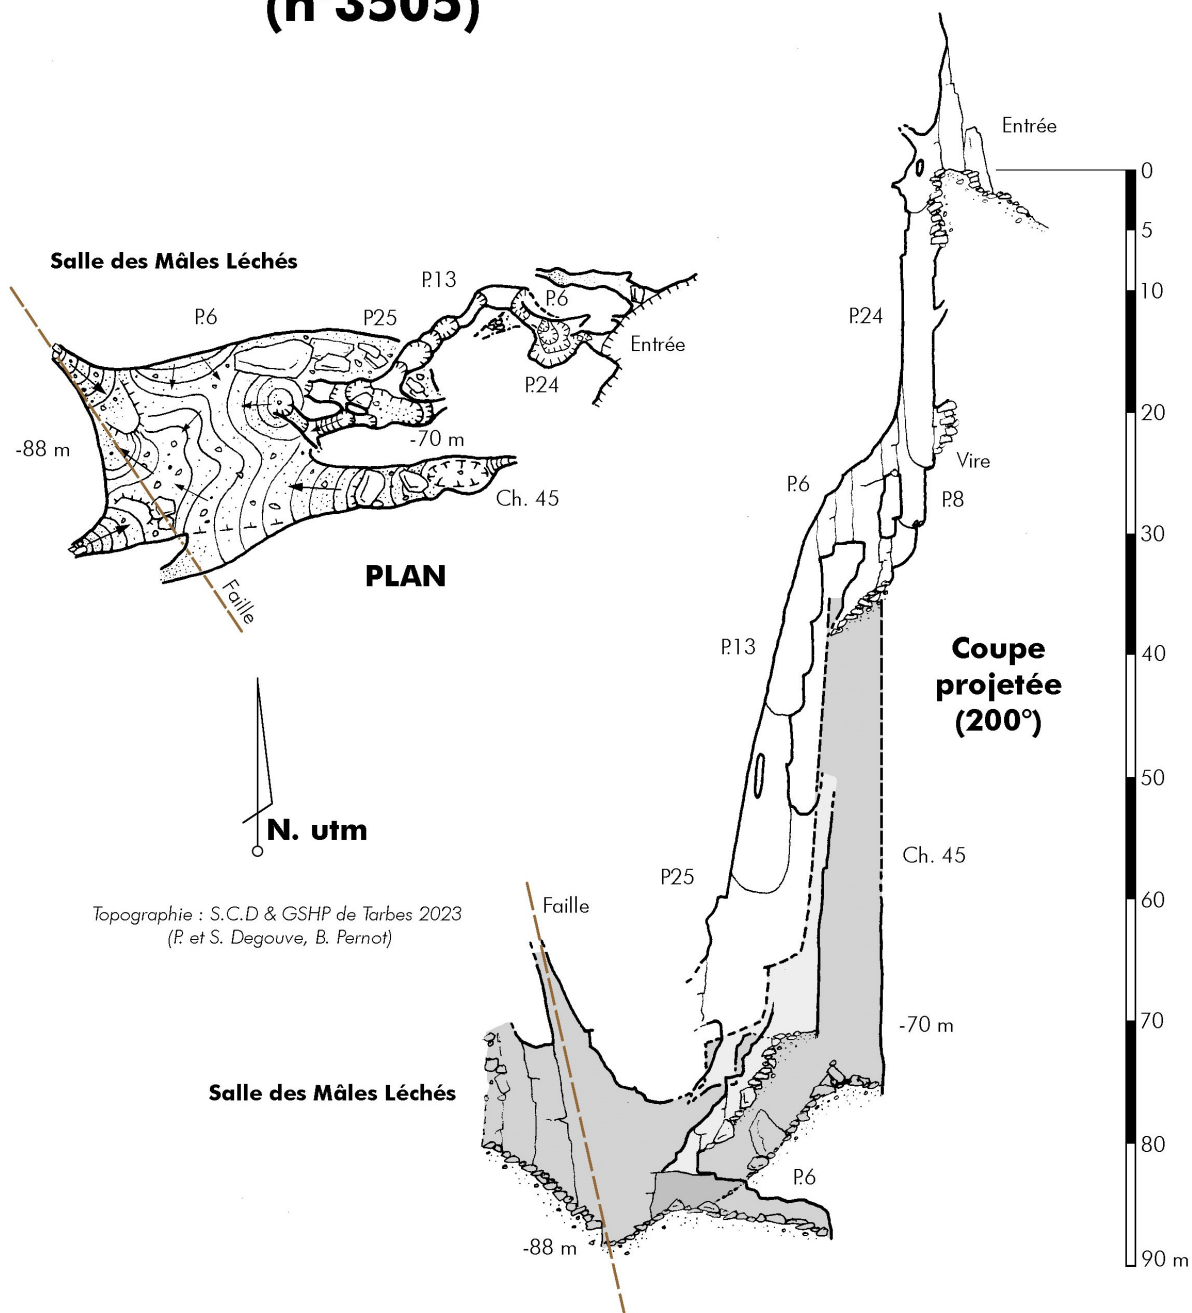 (n°3505)
Entrée
0
5
Salle des Mâles Léchés
P.13
10
P.6
P25
P.6
P.24
Entrée
P.24
20
-88 m
-70 m
Vire
Ch. 45
P.6
P.8
30
PLAN
Faille
P.13
40
Coupe
projetée
(200°)
50
N. utm
Ch. 45
P25
60
Topographie : S.C.D & GSHP de Tarbes 2023
(P. et S. Degouve, B. Pernot)
Faille
70
-70 m
Salle des Mâles Léchés
80
P.6
-88 m
90 m